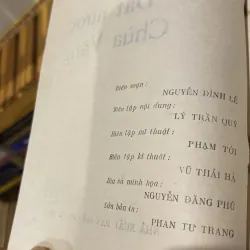 Biên soạn:
NGUYỄN ĐÌNH LÊ
Biên tập nội dung:
LÝ TRẦN QUÝ
Biên tập mĩ thuật:
PHẠM TỚI
Biên tập kĩ thuật:
VŨ THÁI HÀ
Bìa và minh họa:
NGUYỄN ĐĂNG PHÚ
Sửa bản in:
PHAN TỰ TRANG